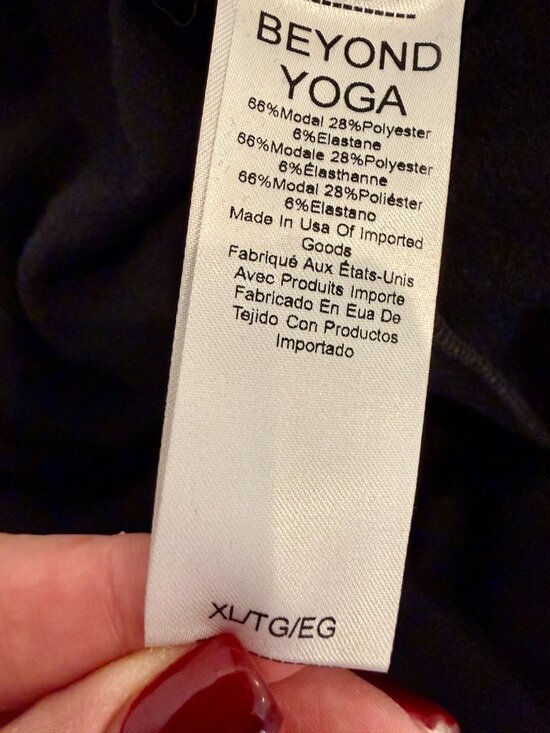 BEYOND
YOGA
66%Modal 28%Polyester
6%Elastane
66%Modale 28%Polyester
6%Élasthanne
66%Modal 28%Poliéster
6%Elastano
Made In Usa Of Imported
Goods
Fabriqué Aux États-Unis
Avec Produits Importe
Fabricado En Eua De
Tejido Con Productos
Importado
XL/TG/EG